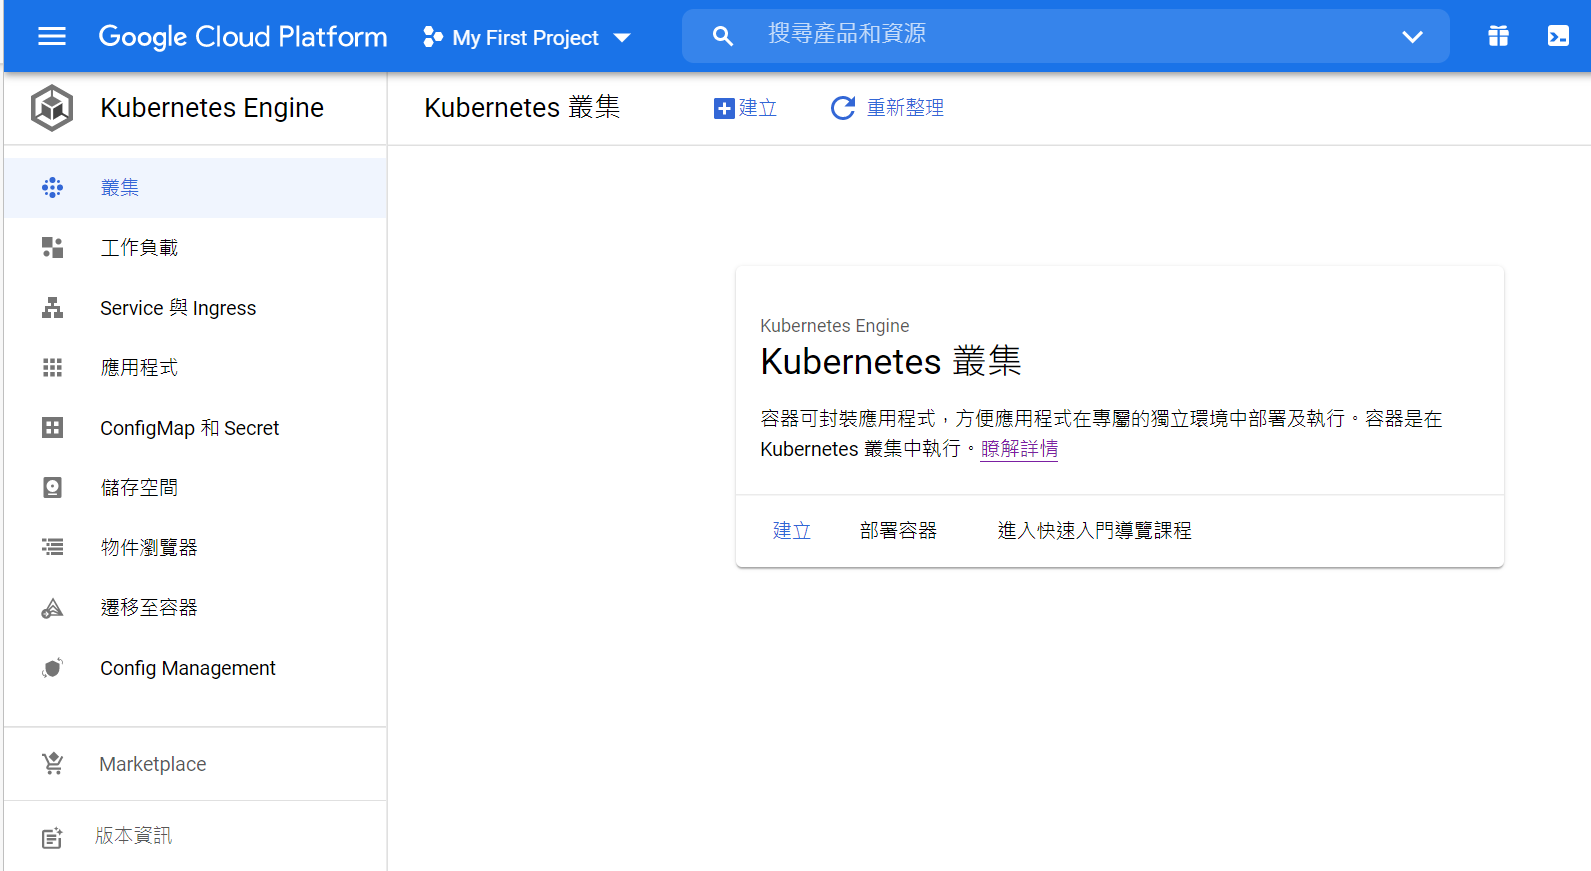 Google Cloud Platform
My First Project
搜尋產品和資源
Kubernetes Engine
Kubernetes 叢集
建立
重新整理
叢集
工作負載
Service 與 Ingress
應用程式
ConfigMap 和 Secret
儲存空間
物件瀏覽器
遷移至容器
Config Management
Marketplace
版本資訊
Kubernetes Engine
Kubernetes 叢集
容器可封裝應用程式，方便應用程式在專屬的獨立環境中部署及執行。容器是在
Kubernetes 叢集中執行。瞭解詳情
建立
部署容器
進入快速入門導覽課程